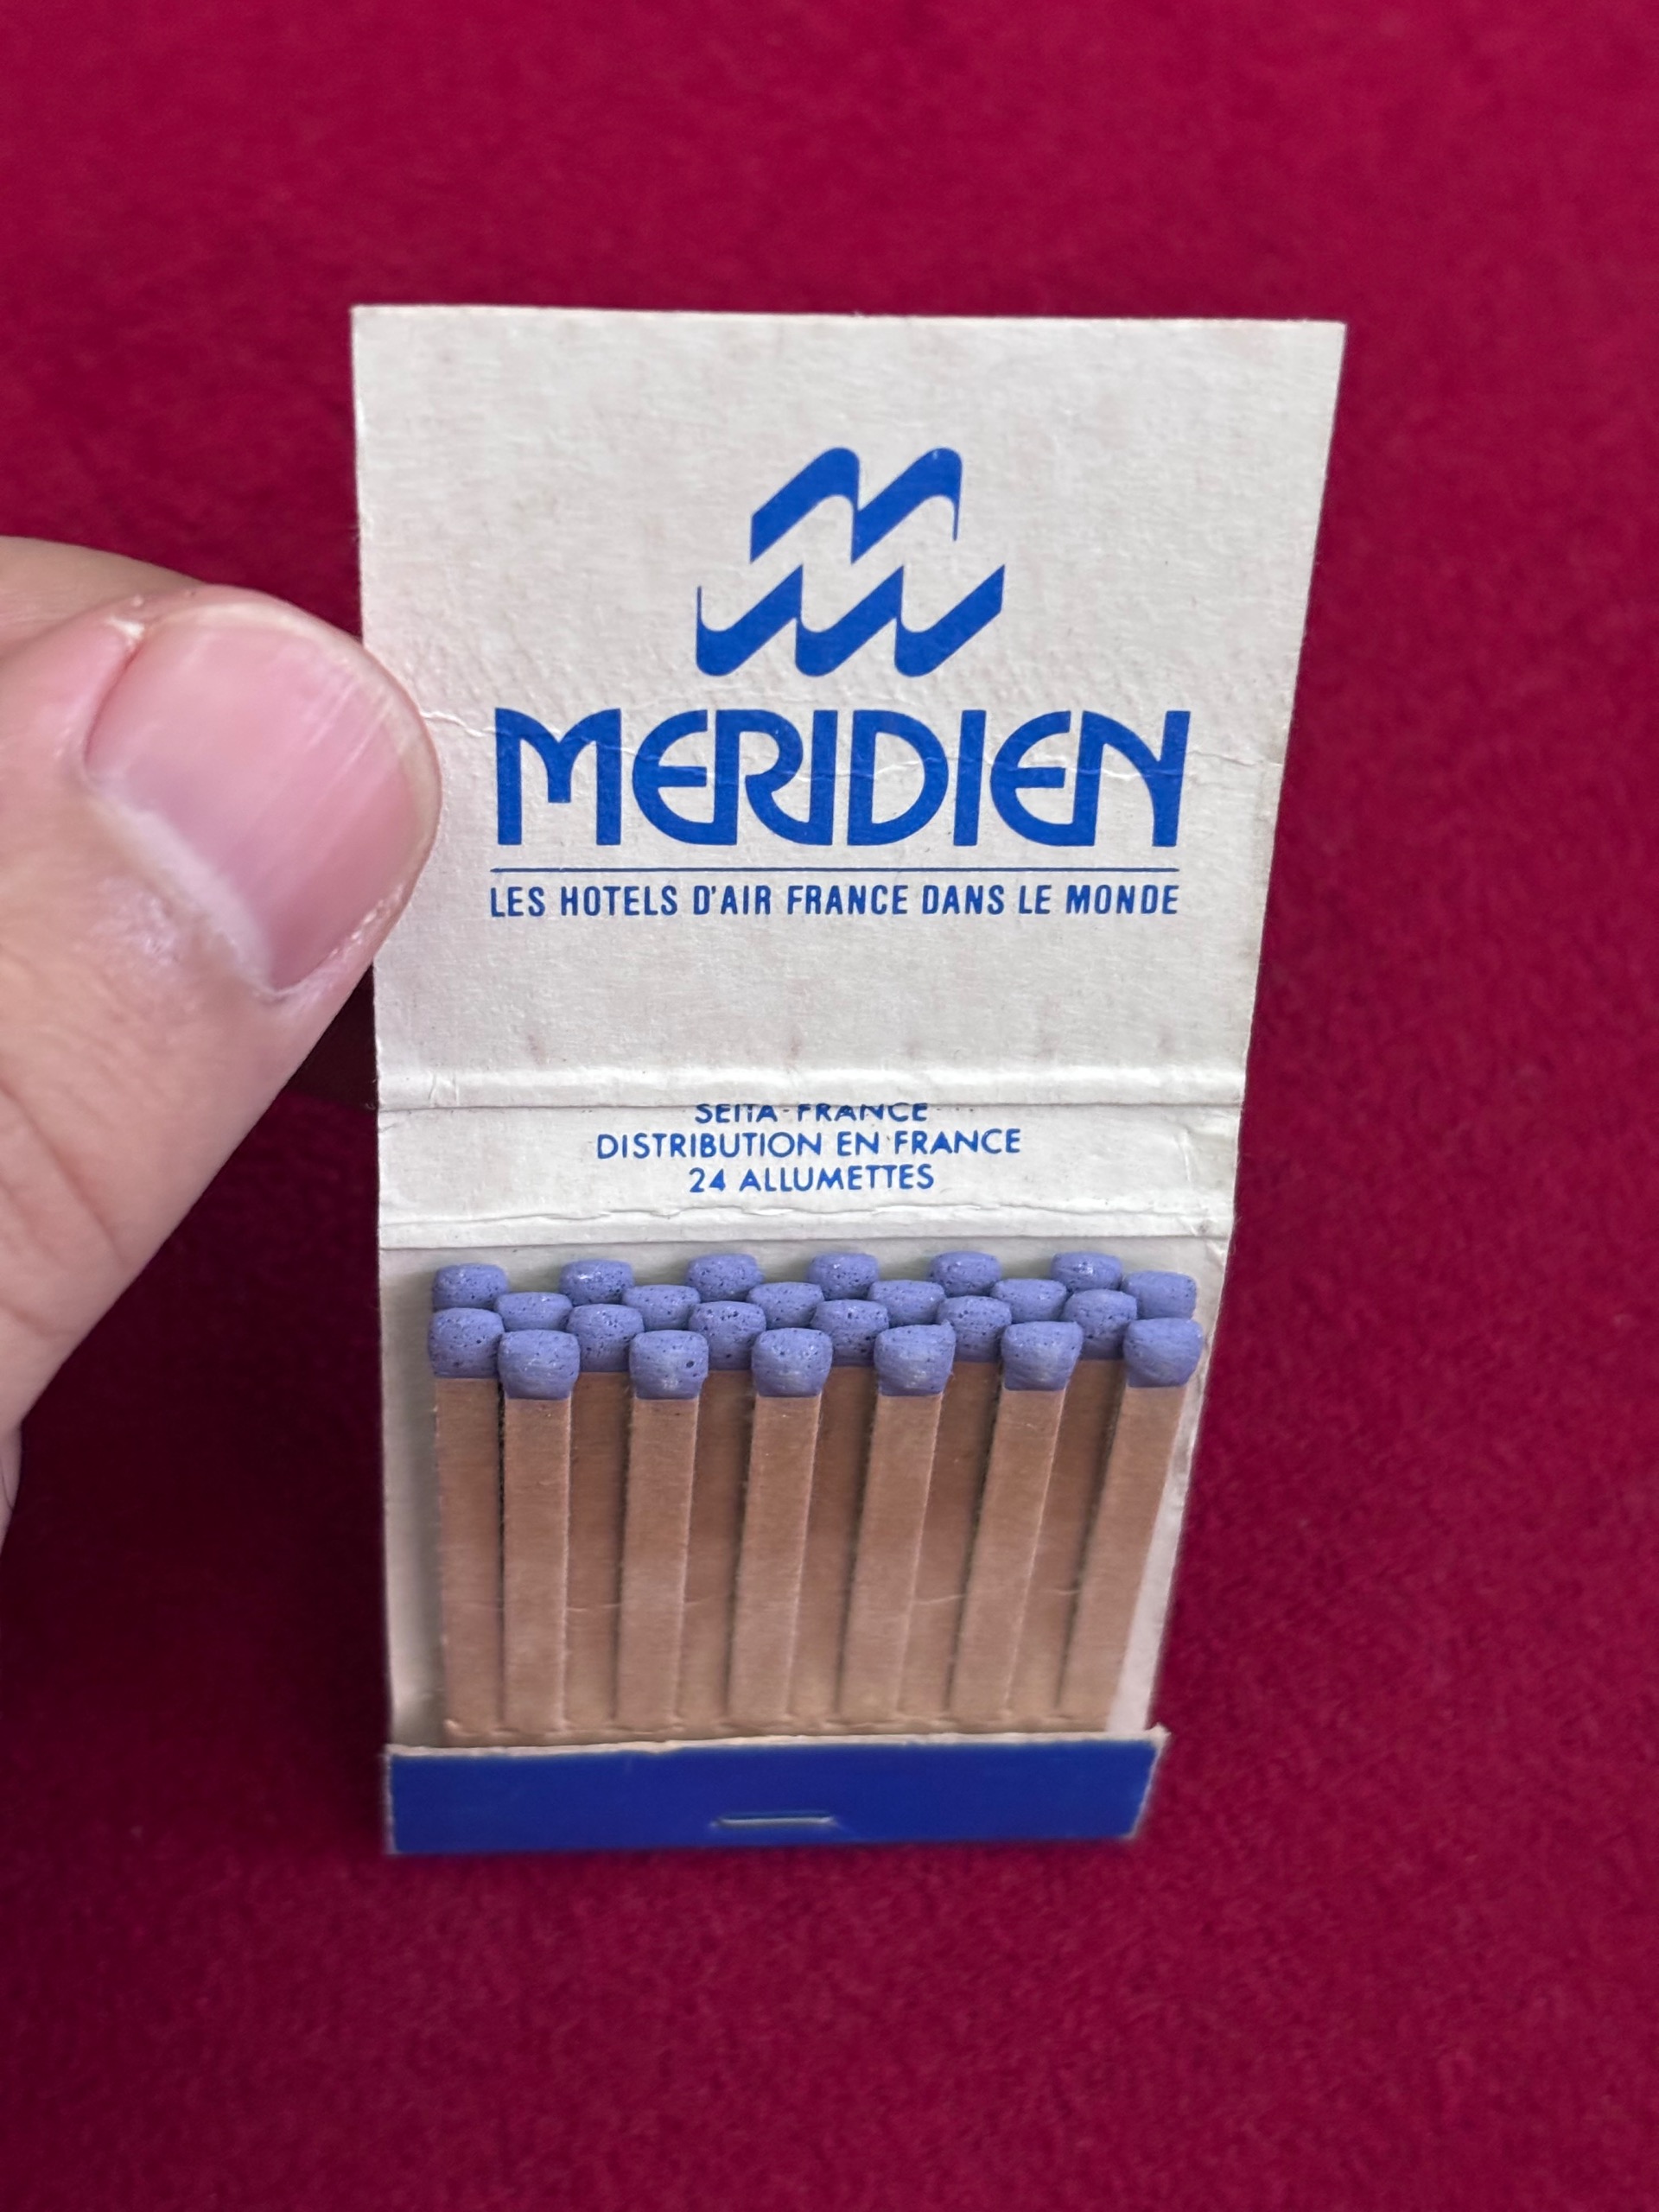 MERIDIEN
LES HOTELS D'AIR FRANCE DANS LE MONDE
SEITA-FRANCE
DISTRIBUTION EN FRANCE
24 ALLUMETTES